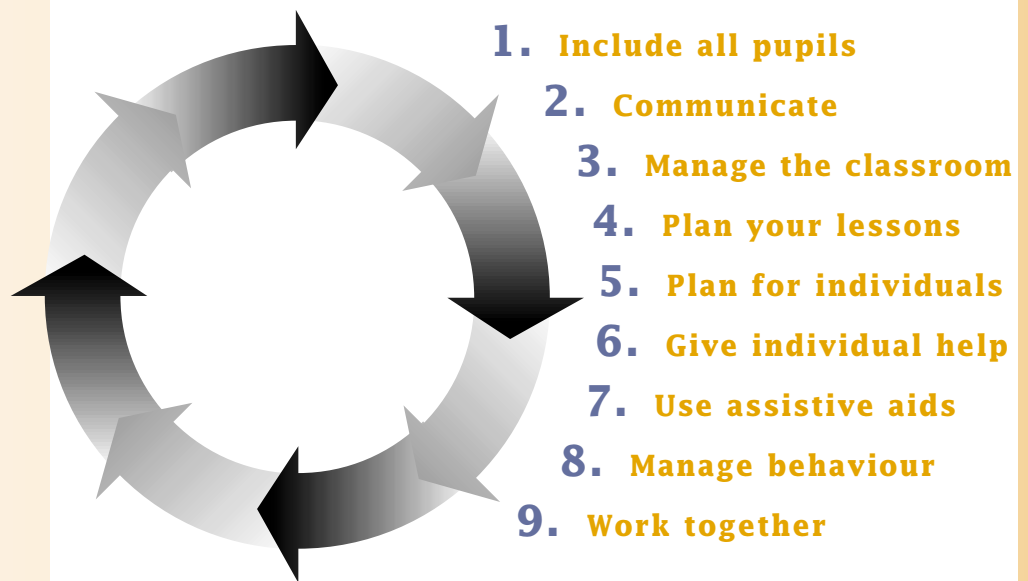 1. Include all pupils
2. Communicate
3. Manage the classroom
4. Plan your lessons
5. Plan for individuals
6. Give individual help
7. Use assistive aids
8. Manage behaviour
9. Work together